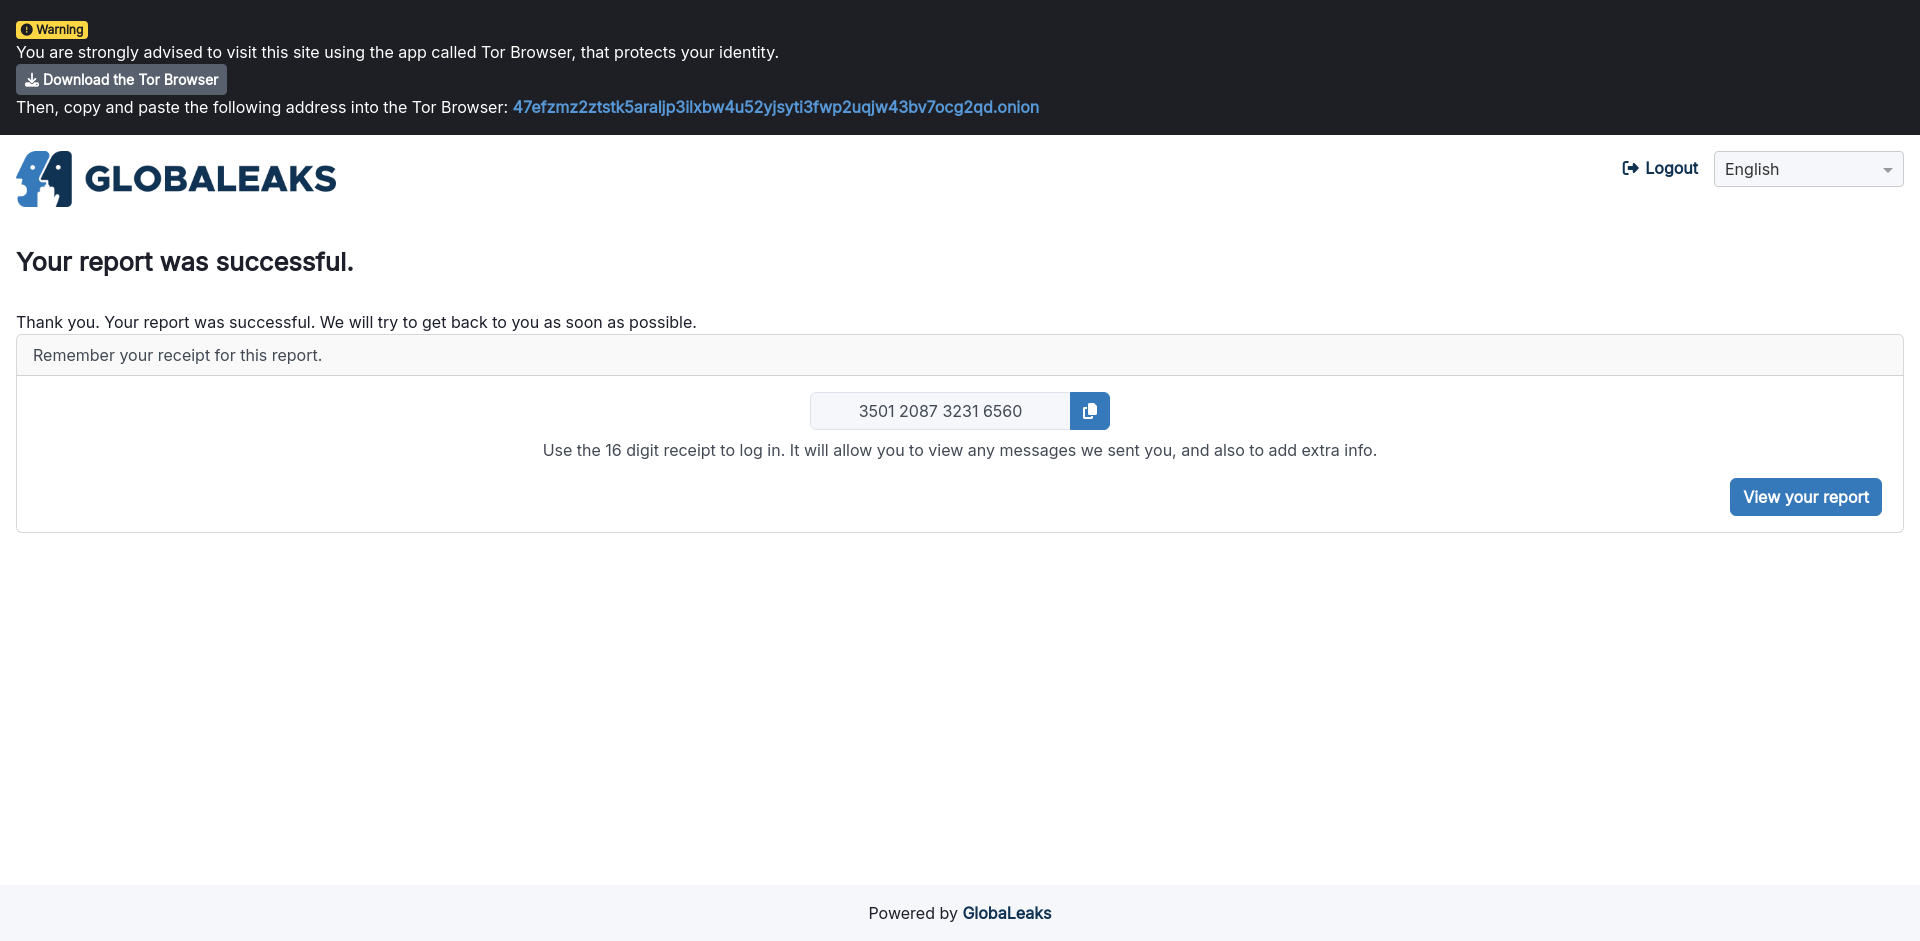 Warning
You are strongly advised to visit this site using the app called Tor Browser, that protects your identity.
Download the Tor Browser
Then, copy and paste the following address into the Tor Browser: 47efzmz2ztstk5araljp3ilxbw4u52yjsyti3fwp2uqjw43bv7ocg2qd.onion
GLOBALEAKS
Logout
English
Your report was successful.
Thank you. Your report was successful. We will try to get back to you as soon as possible.
Remember your receipt for this report.
3501 2087 3231 6560
Use the 16 digit receipt to log in. It will allow you to view any messages we sent you, and also to add extra info.
View your report
Powered by GlobaLeaks